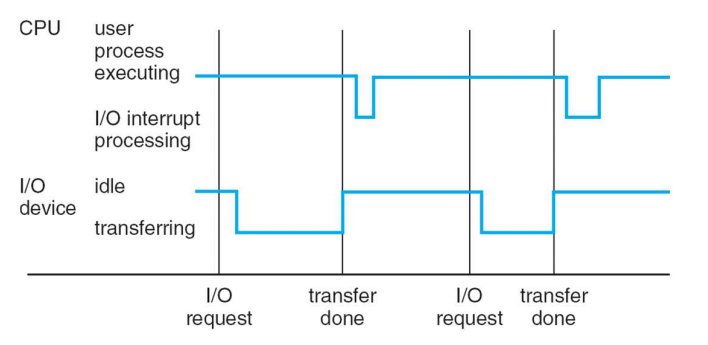 CPU
user
process
executing
I/O interrupt
processing
I/O
device
idle
transferring
I/O
request
transfer
done
I/O
request
transfer
done